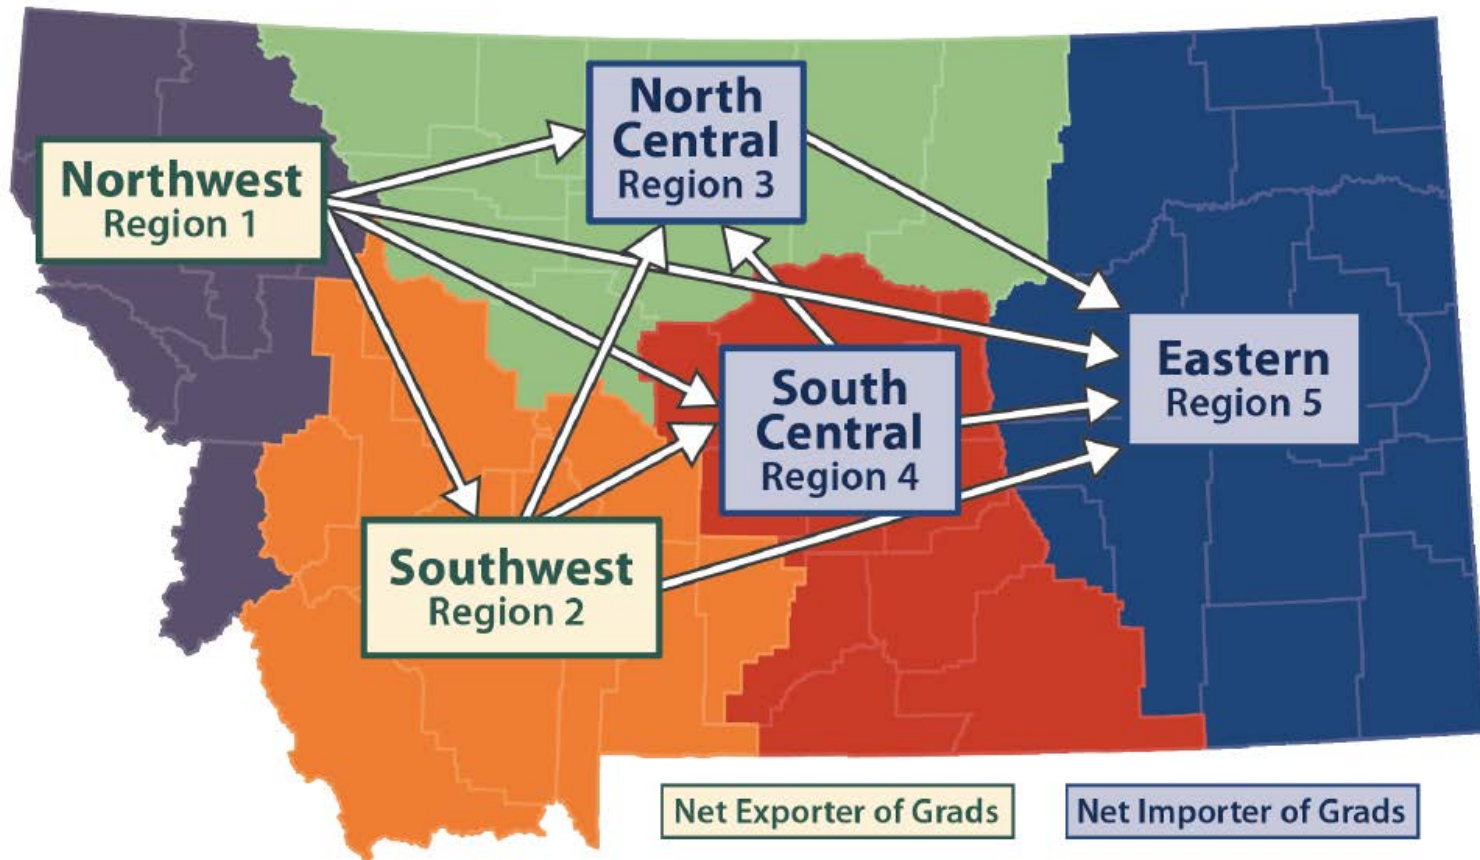 North
Central
Region 3
Northwest
Region 1
Eastern
Region 5
South
Central
Region 4
Southwest
Region 2
Net Exporter of Grads
Net Importer of Grads